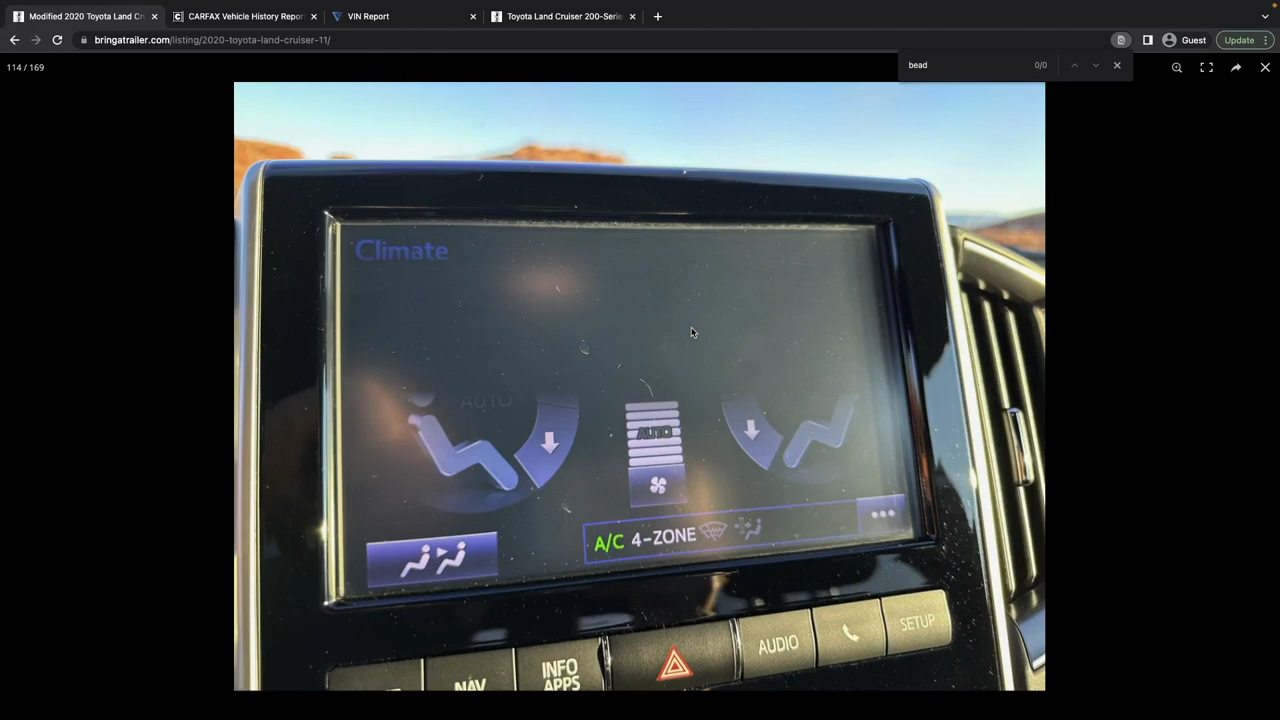 Modified 2020 Toyota Land Cr
CARFAX Vehicle History Repor
VIN Report
Toyota Land Cruiser 200-Serie
bringatrailer.com/listing/2020-toyota-land-cruiser-11/
Guest
Update
114 / 169
bead
0/0
Climate
AUTO
AUTO
A/C 4-ZONE
NAV
INFO
APPS
AUDIO
SETUP